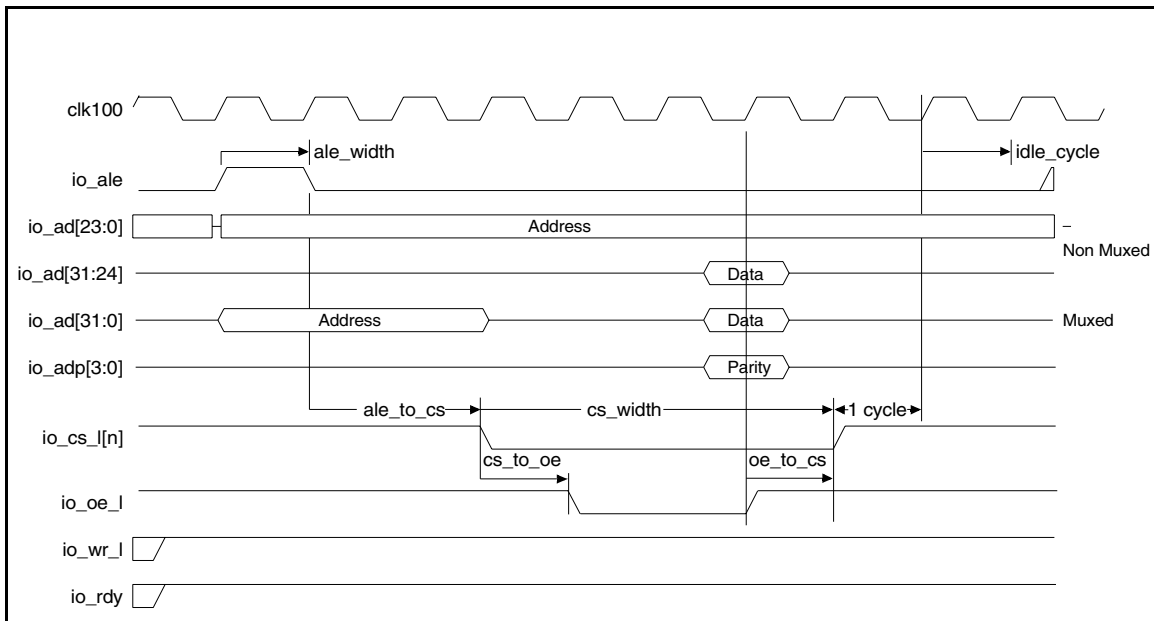 clk100
ale_width
idle_cycle
io_ale
io_ad[23:0]
Address
Non Muxed
io_ad[31:24]
Data
io_ad[31:0]
Address
Data
Muxed
io_adp[3:0]
Parity
ale_to_cs
cs_width
1 cycle
io_cs_l[n]
cs_to_oe
oe_to_cs
io_oe_l
io_wr_l
io_rdy